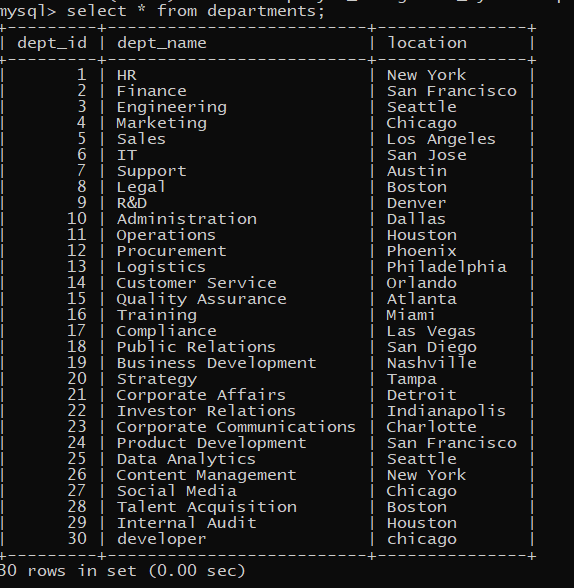 mysql> select * from departments;
+---------+--------------------------+---------------+
| dept_id | dept_name                | location      |
+---------+--------------------------+---------------+
|       1 | HR                       | New York      |
|       2 | Finance                  | San Francisco |
|       3 | Engineering              | Seattle       |
|       4 | Marketing                | Chicago       |
|       5 | Sales                    | Los Angeles   |
|       6 | IT                       | San Jose      |
|       7 | Support                  | Austin        |
|       8 | Legal                    | Boston        |
|       9 | R&D                      | Denver        |
|      10 | Administration           | Dallas        |
|      11 | Operations               | Houston       |
|      12 | Procurement              | Phoenix       |
|      13 | Logistics                | Philadelphia  |
|      14 | Customer Service         | Orlando       |
|      15 | Quality Assurance        | Atlanta       |
|      16 | Training                 | Miami         |
|      17 | Compliance               | Las Vegas     |
|      18 | Public Relations         | San Diego     |
|      19 | Business Development     | Nashville     |
|      20 | Strategy                 | Tampa         |
|      21 | Corporate Affairs        | Detroit       |
|      22 | Investor Relations       | Indianapolis  |
|      23 | Corporate Communications | Charlotte     |
|      24 | Product Development      | San Francisco |
|      25 | Data Analytics           | Seattle       |
|      26 | Content Management       | New York      |
|      27 | Social Media             | Chicago       |
|      28 | Talent Acquisition       | Boston        |
|      29 | Internal Audit           | Houston       |
|      30 | developer                | chicago       |
+---------+--------------------------+---------------+
30 rows in set (0.00 sec)